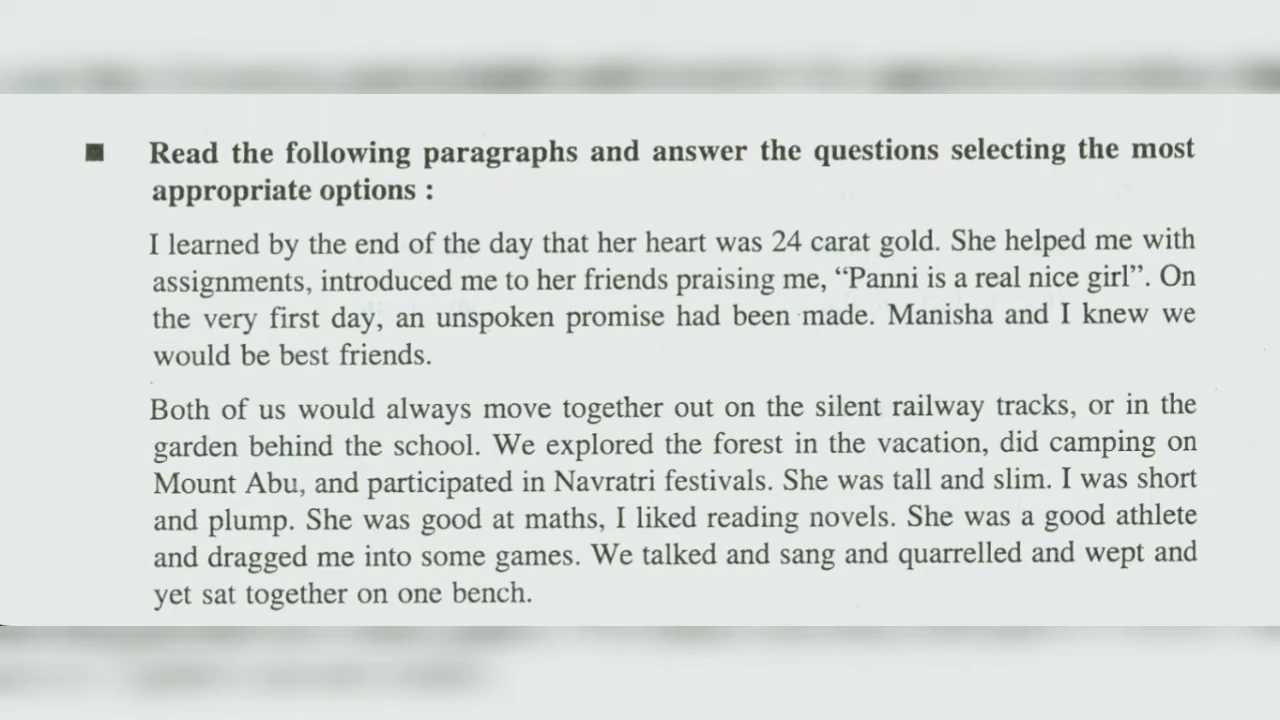 ■ Read the following paragraphs and answer the questions selecting the most
appropriate options :
I learned by the end of the day that her heart was 24 carat gold. She helped me with
assignments, introduced me to her friends praising me, “Panni is a real nice girl”. On
the very first day, an unspoken promise had been made. Manisha and I knew we
would be best friends.
Both of us would always move together out on the silent railway tracks, or in the
garden behind the school. We explored the forest in the vacation, did camping on
Mount Abu, and participated in Navratri festivals. She was tall and slim. I was short
and plump. She was good at maths, I liked reading novels. She was a good athlete
and dragged me into some games. We talked and sang and quarrelled and wept and
yet sat together on one bench.